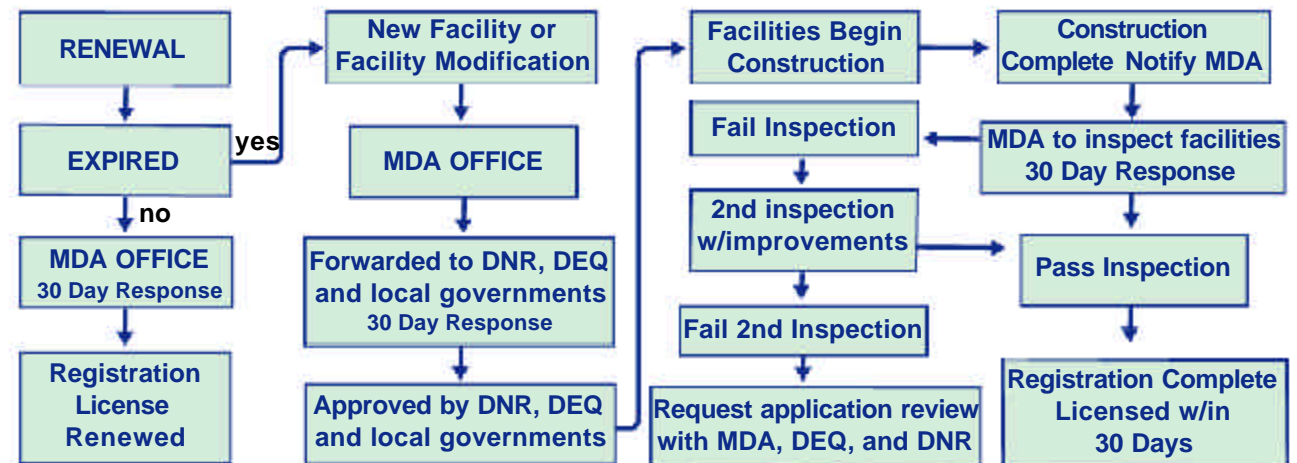 RENEWAL
EXPIRED
yes
no
MDA OFFICE
30 Day Response
Registration
License
Renewed
New Facility or
Facility Modification
MDA OFFICE
Forwarded to DNR, DEQ
and local governments
30 Day Response
Approved by DNR, DEQ
and local governments
Facilities Begin
Construction
Construction
Complete Notify MDA
MDA to inspect facilities
30 Day Response
Fail Inspection
2nd inspection
w/improvements
Fail 2nd Inspection
Request application review
with MDA, DEQ, and DNR
Pass Inspection
Registration Complete
Licensed w/in
30 Days